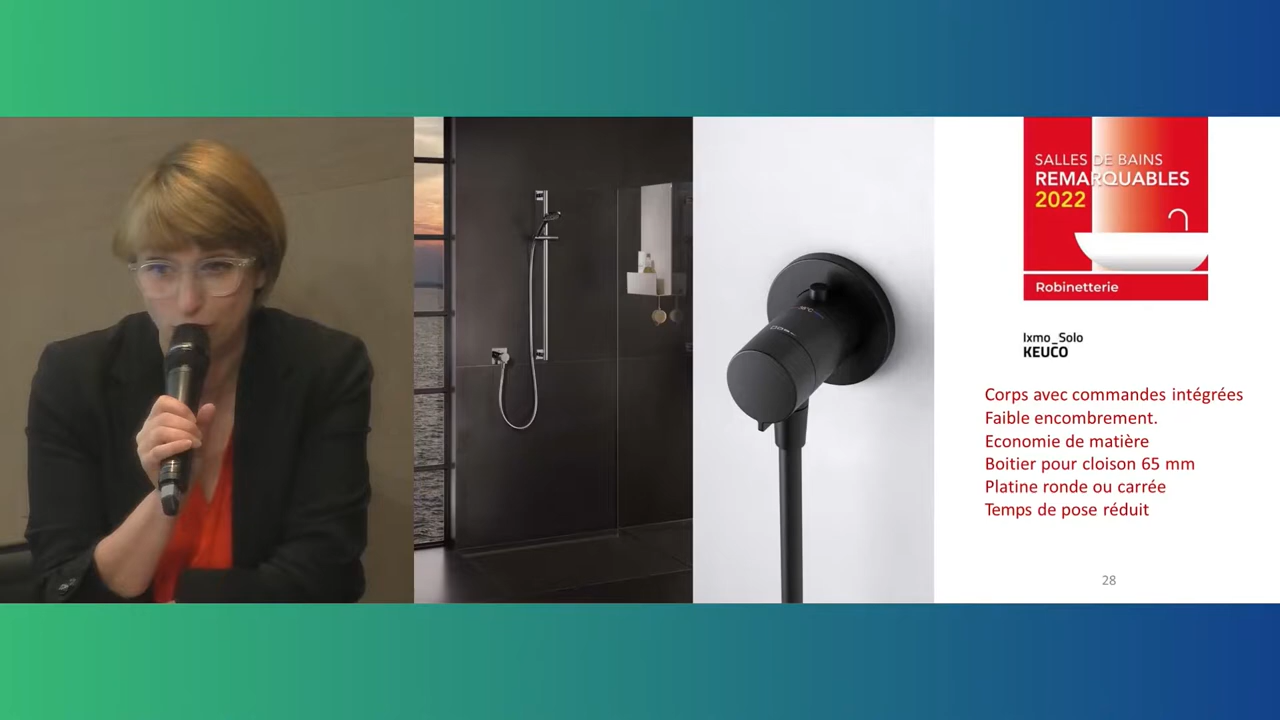 SALLES DE BAINS
REMARQUABLES
2022
Robinetterie
Ixmo_Solo
KEUCO
Corps avec commandes intégrées
Faible encombrement.
Economie de matière
Boitier pour cloison 65 mm
Platine ronde ou carrée
Temps de pose réduit
28